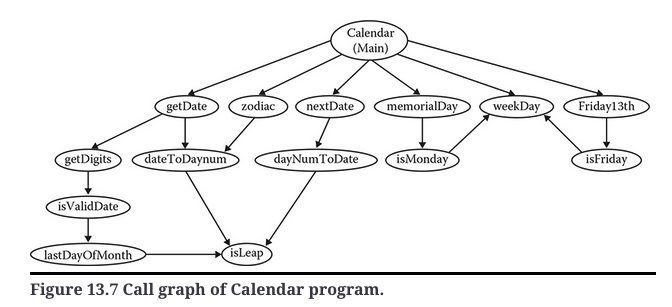 Calendar
(Main)
getDate
zodiac
nextDate
memorialDay
weekDay
Friday13th
getDigits
dateToDaynum
dayNumToDate
isMonday
isFriday
isValidDate
lastDayOfMonth
isLeap
Figure 13.7 Call graph of Calendar program.